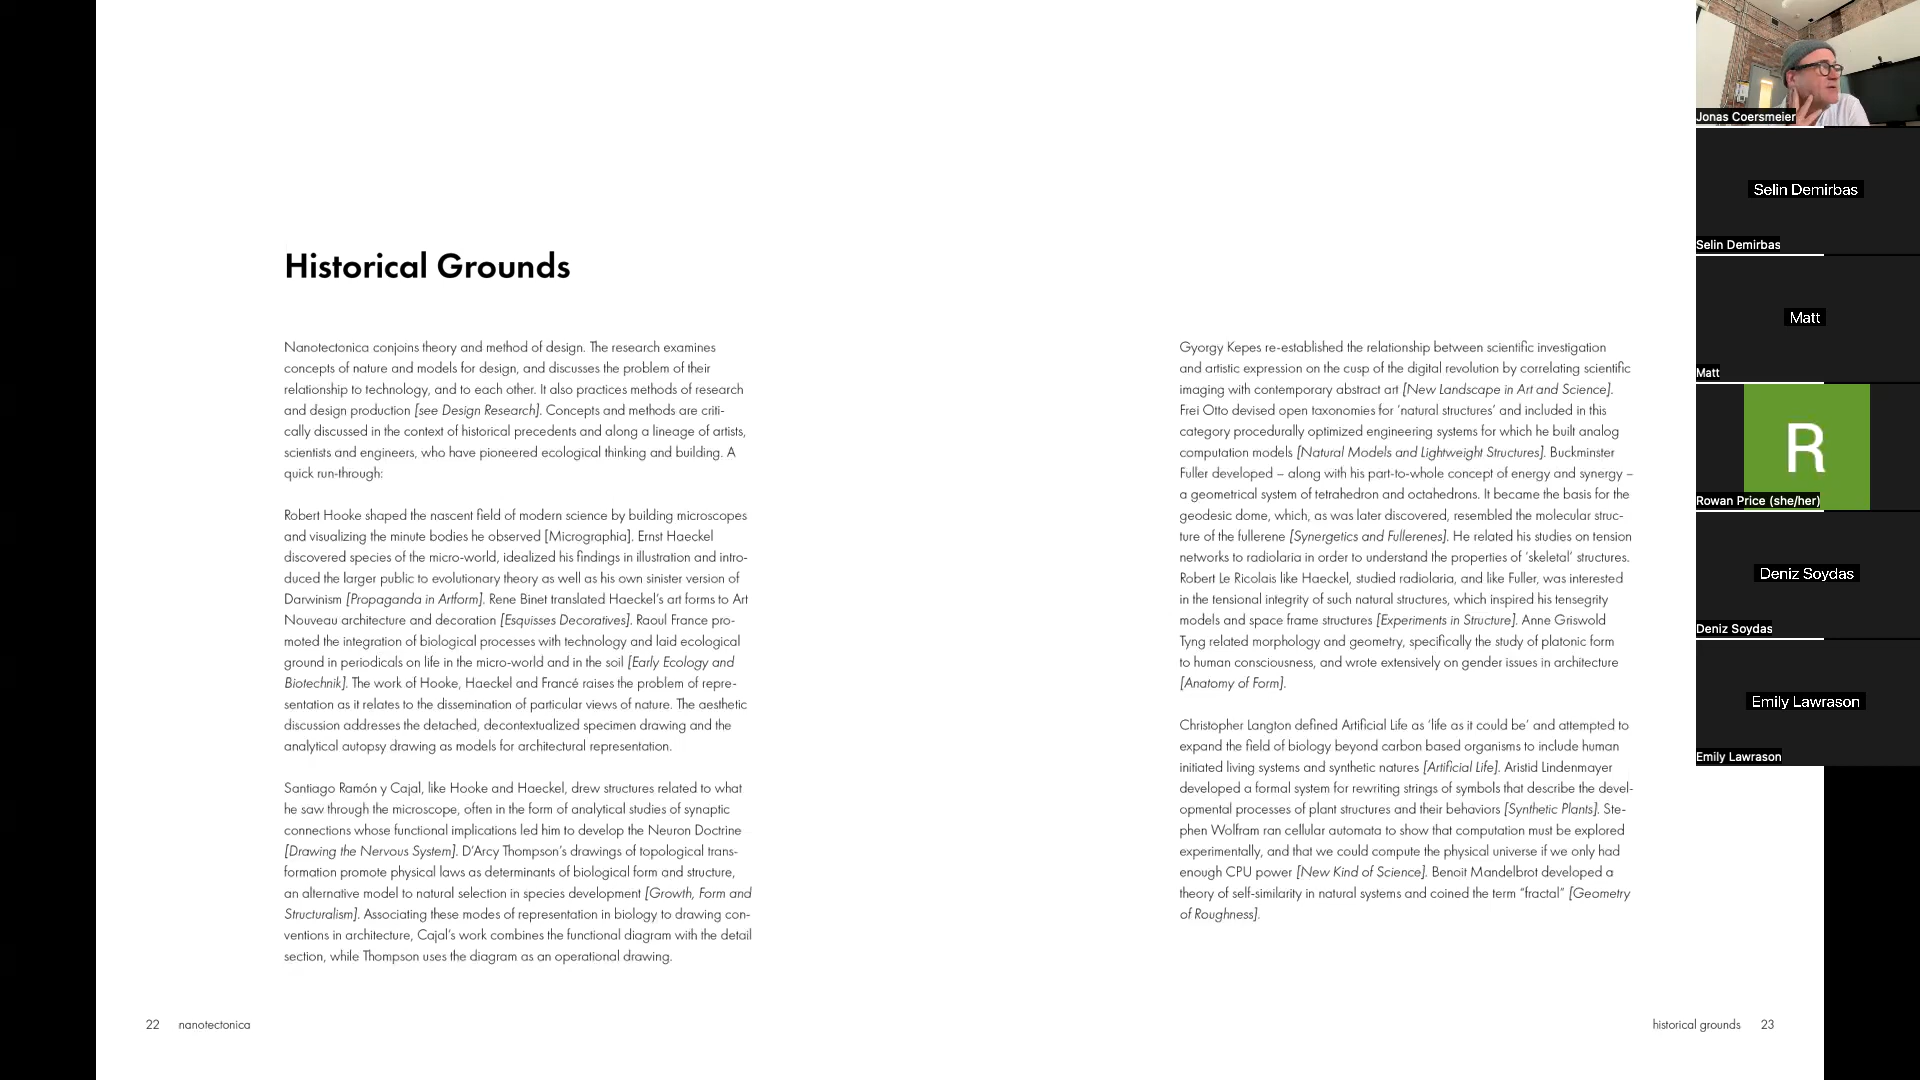 Historical Grounds
Nanotectonica conjoins theory and method of design. The research examines
concepts of nature and models for design, and discusses the problem of their
relationship to technology, and to each other. It also practices methods of research
and design production [see Design Research]. Concepts and methods are criti-
cally discussed in the context of historical precedents and along a lineage of artists,
scientists and engineers, who have pioneered ecological thinking and building. A
quick run-through:
Robert Hooke shaped the nascent field of modern science by building microscopes
and visualizing the minute bodies he observed [Micrographia]. Ernst Haeckel
discovered species of the micro-world, idealized his findings in illustration and intro-
duced the larger public to evolutionary theory as well as his own sinister version of
Darwinism [Propaganda in Artform]. Rene Binet translated Haeckel's art forms to Art
Nouveau architecture and decoration [Esquisses Decoratives]. Raoul France pro-
moted the integration of biological processes with technology and laid ecological
ground in periodicals on life in the micro-world and in the soil [Early Ecology and
Biotechnik]. The work of Hooke, Haeckel and Francé raises the problem of repre-
sentation as it relates to the dissemination of particular views of nature. The aesthetic
discussion addresses the detached, decontextualized specimen drawing and the
analytical autopsy drawing as models for architectural representation.
Santiago Ramón y Cajal, like Hooke and Haeckel, drew structures related to what
he saw through the microscope, often in the form of analytical studies of synaptic
connections whose functional implications led him to develop the Neuron Doctrine
[Drawing the Nervous System]. D'Arcy Thompson's drawings of topological trans-
formation promote physical laws as determinants of biological form and structure,
an alternative model to natural selection in species development [Growth, Form and
Structuralism]. Associating these modes of representation in biology to drawing con-
ventions in architecture, Cajal's work combines the functional diagram with the detail
section, while Thompson uses the diagram as an operational drawing.
22 nanotectonica
Gyorgy Kepes re-established the relationship between scientific investigation
and artistic expression on the cusp of the digital revolution by correlating scientific
imaging with contemporary abstract art [New Landscape in Art and Science].
Frei Otto devised open taxonomies for 'natural structures' and included in this
category procedurally optimized engineering systems for which he built analog
computation models [Natural Models and Lightweight Structures]. Buckminster
Fuller developed – along with his part-to-whole concept of energy and synergy –
a geometrical system of tetrahedron and octahedrons. It became the basis for the
geodesic dome, which, as was later discovered, resembled the molecular struc-
ture of the fullerene [Synergetics and Fullerenes]. He related his studies on tension
networks to radiolaria in order to understand the properties of 'skeletal' structures.
Robert Le Ricolais like Haeckel, studied radiolaria, and like Fuller, was interested
in the tensional integrity of such natural structures, which inspired his tensegrity
models and space frame structures [Experiments in Structure]. Anne Griswold
Tyng related morphology and geometry, specifically the study of platonic form
to human consciousness, and wrote extensively on gender issues in architecture
[Anatomy of Form].
Christopher Langton defined Artificial Life as 'life as it could be' and attempted to
expand the field of biology beyond carbon based organisms to include human
initiated living systems and synthetic natures [Artificial Life]. Aristid Lindenmayer
developed a formal system for rewriting strings of symbols that describe the devel-
opmental processes of plant structures and their behaviors [Synthetic Plants]. Ste-
phen Wolfram ran cellular automata to show that computation must be explored
experimentally, and that we could compute the physical universe if we only had
enough CPU power [New Kind of Science]. Benoit Mandelbrot developed a
theory of self-similarity in natural systems and coined the term "fractal" [Geometry
of Roughness].
historical grounds 23
Jonas Coersmeier
Selin Demirbas
Selin Demirbas
Matt
Matt
R
Rowan Price (she/her)
Deniz Soydas
Deniz Soydas
Emily Lawrason
Emily Lawrason